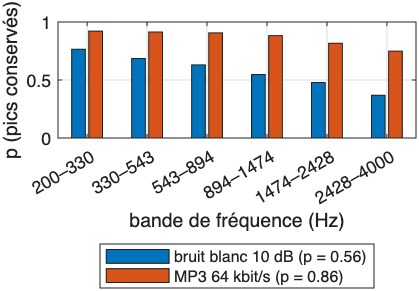 p (pics conservés)
1
0.5
0
200–330
330–543
543–894
894–1474
1474–2428
2428–4000
bande de fréquence (Hz)
bruit blanc 10 dB (p = 0.56)
MP3 64 kbit/s (p = 0.86)